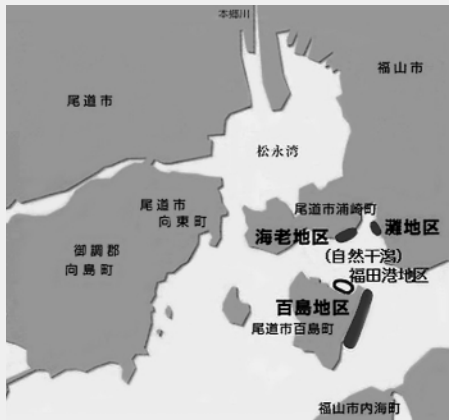 本郷川
福山市
尾道市
松永湾
尾道市
向東町
尾道市浦崎町
海老地区
灘地区
(自然干潟)
御調郡
向島町
福田港地区
百島地区
尾道市百島町
福山市内海町